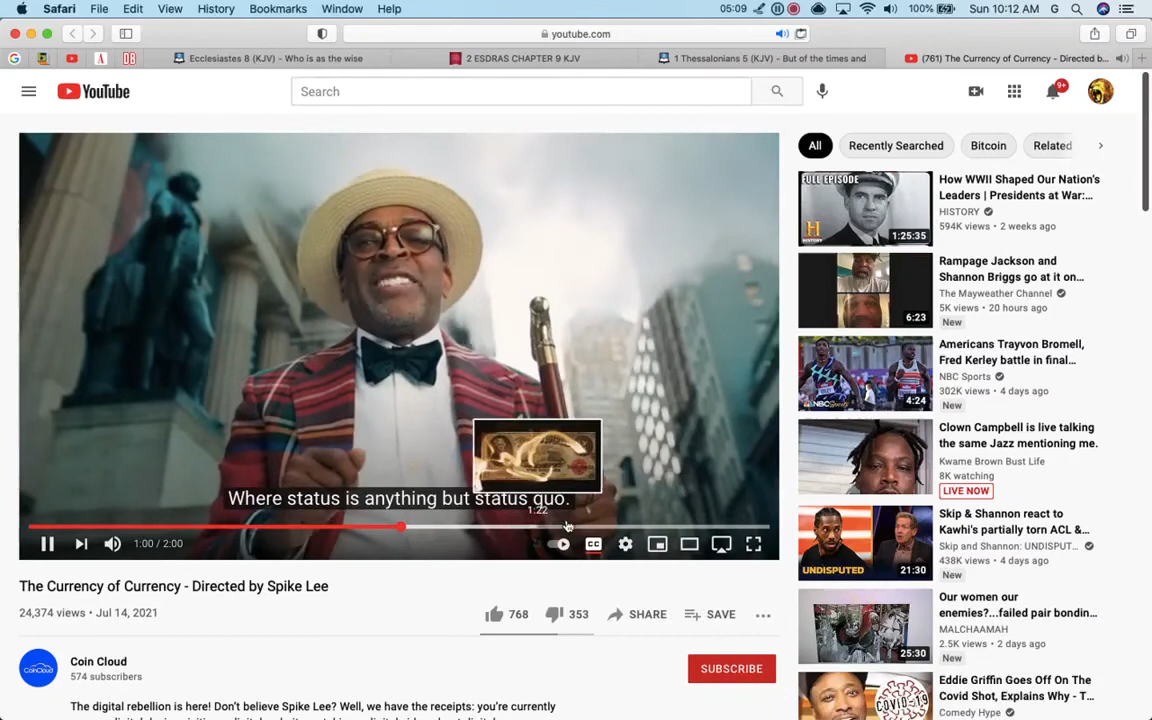 Safari File Edit View History Bookmarks Window Help
05:09 100% Sun 10:12 AM G
youtube.com
Ecclesiastes 8 (KJV) - Who is as the wise
2 ESDRAS CHAPTER 9 KJV
1 Thessalonians 5 (KJV) - But of the times and
(761) The Currency of Currency - Directed b...
YouTube
Search
9+
All
Recently Searched
Bitcoin
Related
Where status is anything but status quo.
1:22
1:00 / 2:00
CC
The Currency of Currency - Directed by Spike Lee
24,374 views • Jul 14, 2021
768
353
SHARE
SAVE
Coin Cloud
574 subscribers
SUBSCRIBE
The digital rebellion is here! Don't believe Spike Lee? Well, we have the receipts: you're currently
FULL EPISODE
1:25:35
How WWII Shaped Our Nation's
Leaders | Presidents at War:...
HISTORY
594K views • 2 weeks ago
6:23
Rampage Jackson and
Shannon Briggs go at it on...
The Mayweather Channel
5K views • 20 hours ago
New
NBC SPORTS
4:24
Americans Trayvon Bromell,
Fred Kerley battle in final...
NBC Sports
302K views • 4 days ago
New
Clown Campbell is live talking
the same Jazz mentioning me.
Kwame Brown Bust Life
8K watching
LIVE NOW
UNDISPUTED
21:30
Skip & Shannon react to
Kawhi's partially torn ACL &...
Skip and Shannon: UNDISPUT...
438K views • 4 days ago
New
25:30
Our women our
enemies?...failed pair bondin...
MALCHAAMAH
2.5K views • 2 days ago
New
COVID-19
Eddie Griffin Goes Off On The
Covid Shot, Explains Why - T...
Comedy Hype